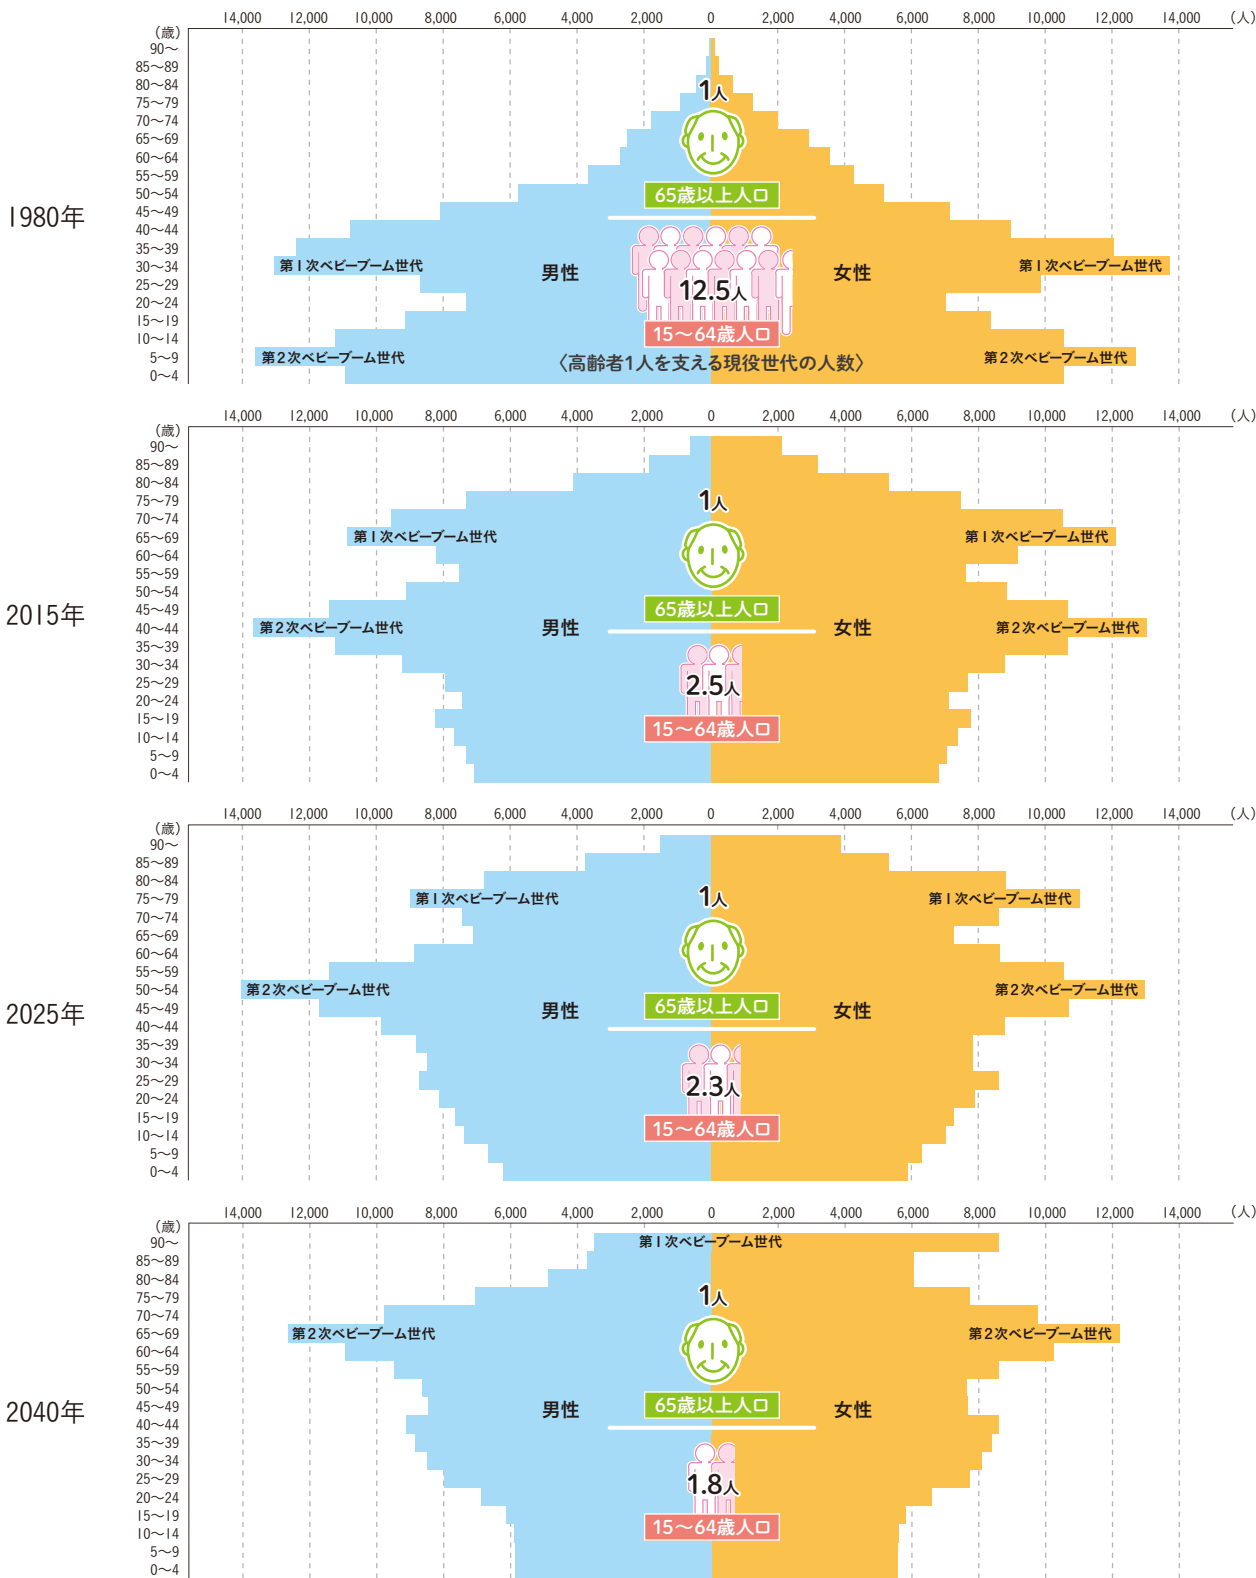 14,000 12,000 10,000 8,000 6,000 4,000 2,000 0 2,000 4,000 6,000 8,000 10,000 12,000 14,000 (人)
(歳)
90〜
85〜89
80〜84
75〜79
70〜74
65〜69
60〜64
55〜59
50〜54
45〜49
40〜44
35〜39
30〜34
25〜29
20〜24
15〜19
10〜14
5〜9
0〜4
1980年
1人
65歳以上人口
第1次ベビーブーム世代 男性 女性 第1次ベビーブーム世代
12.5人
15〜64歳人口
第2次ベビーブーム世代 〈高齢者1人を支える現役世代の人数〉 第2次ベビーブーム世代
14,000 12,000 10,000 8,000 6,000 4,000 2,000 0 2,000 4,000 6,000 8,000 10,000 12,000 14,000 (人)
(歳)
90〜
85〜89
80〜84
75〜79
70〜74
65〜69
60〜64
55〜59
50〜54
45〜49
40〜44
35〜39
30〜34
25〜29
20〜24
15〜19
10〜14
5〜9
0〜4
2015年
1人
第1次ベビーブーム世代 第1次ベビーブーム世代
65歳以上人口
第2次ベビーブーム世代 男性 女性 第2次ベビーブーム世代
2.5人
15〜64歳人口
14,000 12,000 10,000 8,000 6,000 4,000 2,000 0 2,000 4,000 6,000 8,000 10,000 12,000 14,000 (人)
(歳)
90〜
85〜89
80〜84
75〜79
70〜74
65〜69
60〜64
55〜59
50〜54
45〜49
40〜44
35〜39
30〜34
25〜29
20〜24
15〜19
10〜14
5〜9
0〜4
2025年
第1次ベビーブーム世代 1人 第1次ベビーブーム世代
第2次ベビーブーム世代 第2次ベビーブーム世代
65歳以上人口
男性 女性
2.3人
15〜64歳人口
14,000 12,000 10,000 8,000 6,000 4,000 2,000 0 2,000 4,000 6,000 8,000 10,000 12,000 14,000 (人)
(歳)
90〜
85〜89
80〜84
75〜79
70〜74
65〜69
60〜64
55〜59
50〜54
45〜49
40〜44
35〜39
30〜34
25〜29
20〜24
15〜19
10〜14
5〜9
0〜4
2040年
第1次ベビーブーム世代
1人
第2次ベビーブーム世代 第2次ベビーブーム世代
65歳以上人口
男性 女性
1.8人
15〜64歳人口